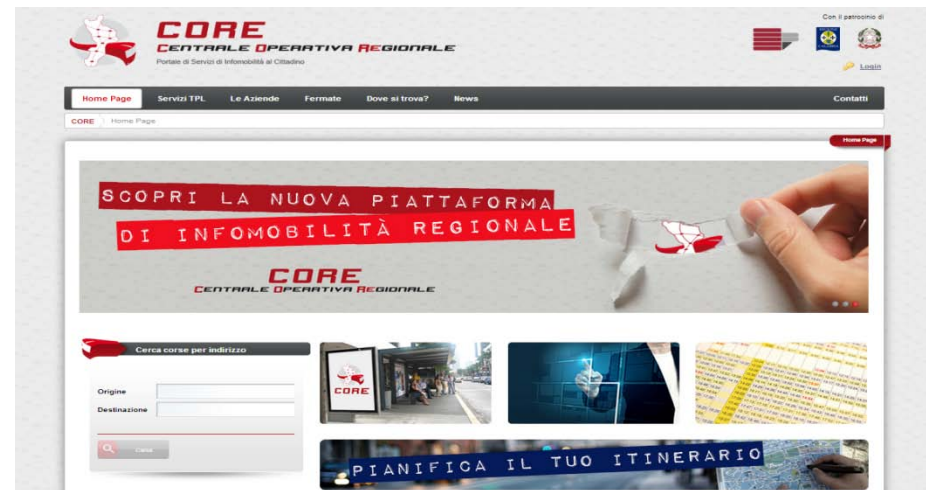 CORE
CENTRALE OPERATIVA REGIONALE
Portale di Servizi di Infomobilità al Cittadino
Con il patrocinio di
Login
Home Page Servizi TPL Le Aziende Fermate Dove si trova? News Contatti
CORE Home Page
Home Page
SCOPRI LA NUOVA PIATTAFORMA
DI INFOMOBILITÀ REGIONALE
CORE
CENTRALE OPERATIVA REGIONALE
Cerca corse per indirizzo
Origine
Destinazione
Cerca
CORE
PIANIFICA IL TUO ITINERARIO